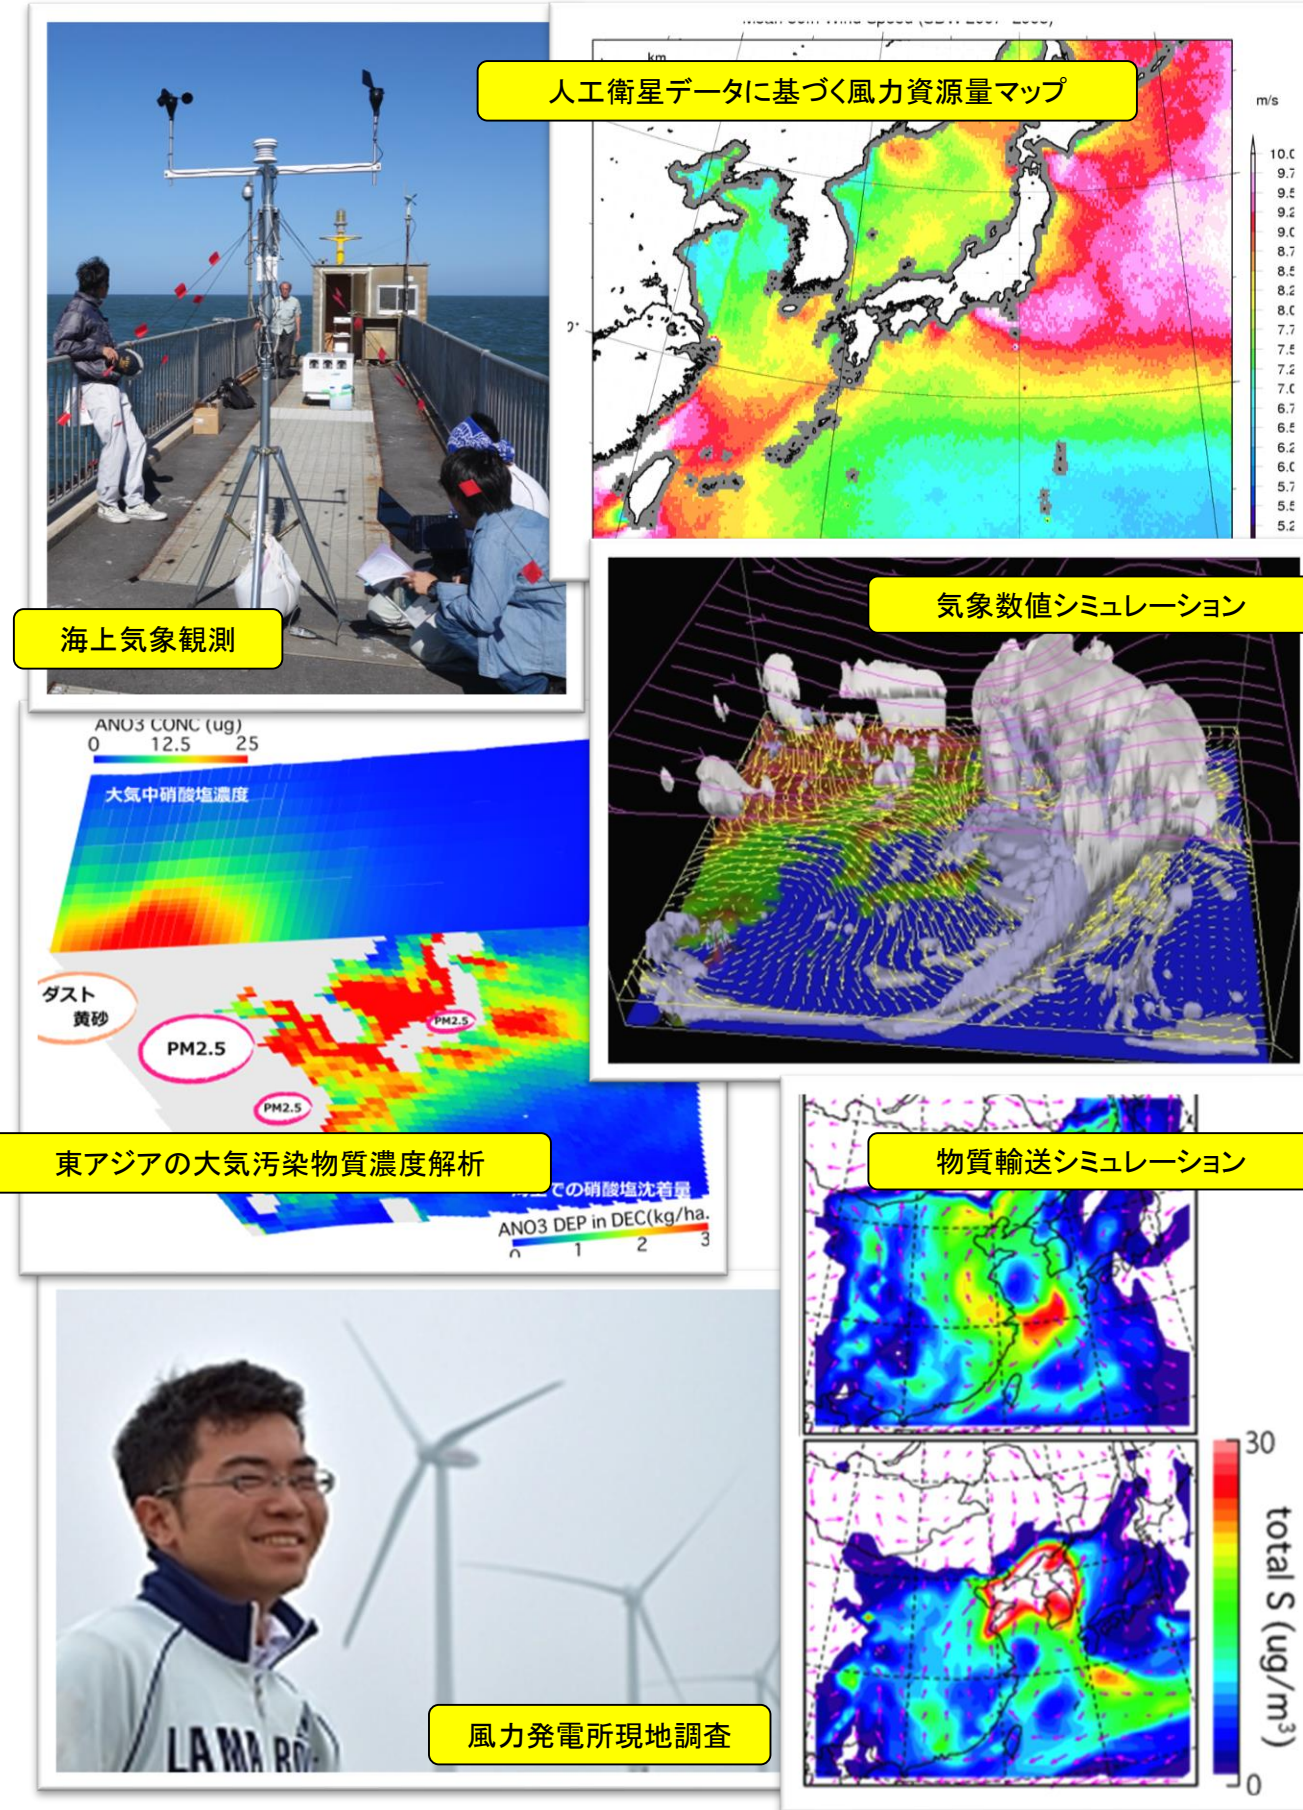 人工衛星データに基づく風力資源量マップ
km
m/s
10.0
9.7
9.5
9.2
9.0
8.7
8.5
8.2
8.0
7.7
7.5
7.2
7.0
6.7
6.5
6.2
6.0
5.7
5.5
5.2
海上気象観測
気象数値シミュレーション
ANO3 CONC (ug)
0 12.5 25
大気中硝酸塩濃度
ダスト
黄砂
PM2.5
PM2.5
PM2.5
東アジアの大気汚染物質濃度解析
での硝酸塩沈着量
ANO3 DEP in DEC(kg/ha.
0 1 2 3
物質輸送シミュレーション
30
total S (ug/m³)
0
風力発電所現地調査